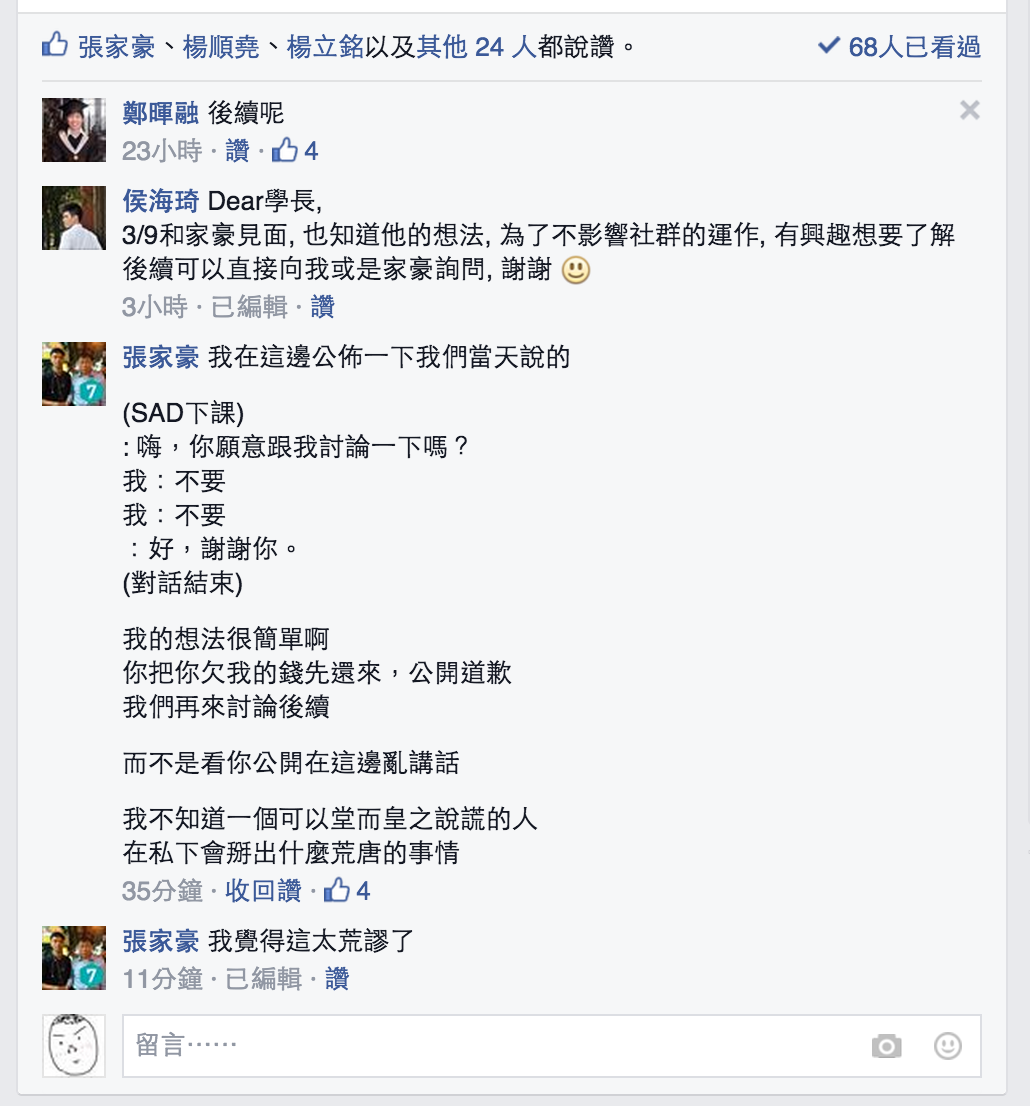 張家豪、楊順堯、楊立銘以及其他 24 人都說讚。
68人已看過
鄭暉融 後續呢
23小時 · 讚 · 4
侯海琦 Dear學長,
3/9和家豪見面, 也知道他的想法, 為了不影響社群的運作, 有興趣想要了解
後續可以直接向我或是家豪詢問, 謝謝
3小時 · 已編輯 · 讚
張家豪 我在這邊公佈一下我們當天說的
7
(SAD下課)
: 嗨，你願意跟我討論一下嗎？
我：不要
我：不要
：好，謝謝你。
(對話結束)
我的想法很簡單啊
你把你欠我的錢先還來，公開道歉
我們再來討論後續
而不是看你公開在這邊亂講話
我不知道一個可以堂而皇之說謊的人
在私下會掰出什麼荒唐的事情
35分鐘 · 收回讚 · 4
張家豪 我覺得這太荒謬了
7
11分鐘 · 已編輯 · 讚
留言……